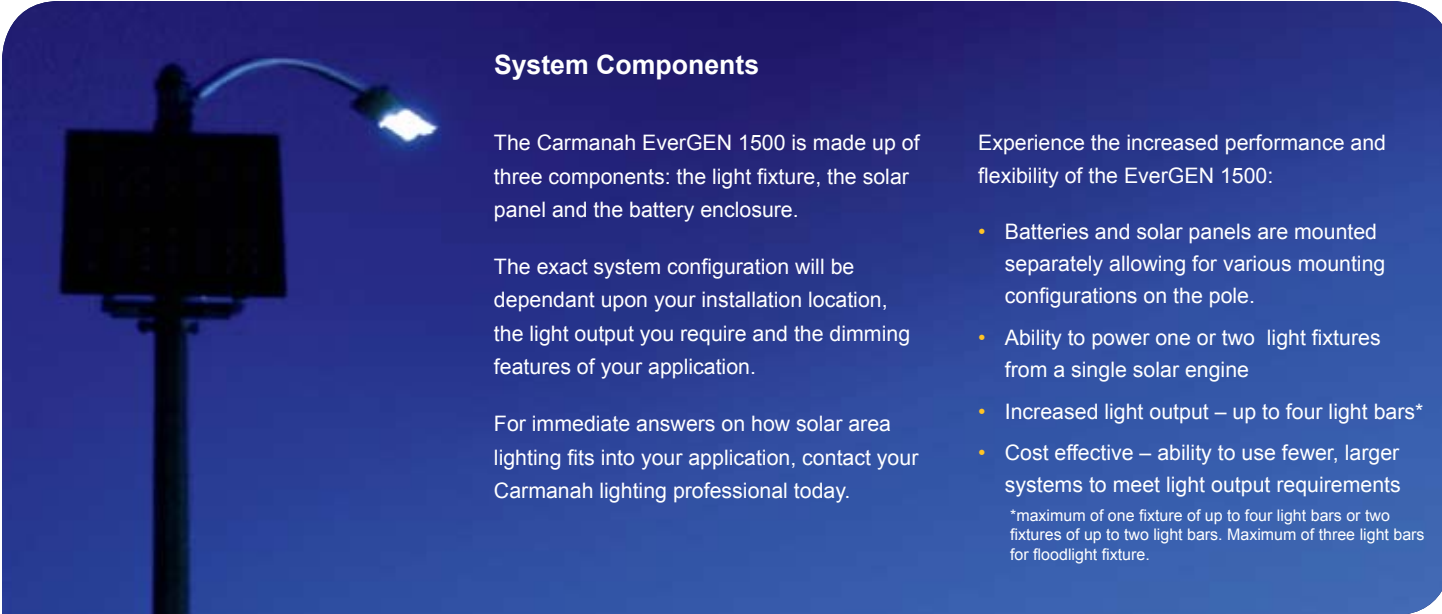 System Components
The Carmanah EverGEN 1500 is made up of
three components: the light fixture, the solar
panel and the battery enclosure.
The exact system configuration will be
dependant upon your installation location,
the light output you require and the dimming
features of your application.
For immediate answers on how solar area
lighting fits into your application, contact your
Carmanah lighting professional today.
Experience the increased performance and
flexibility of the EverGEN 1500:
• Batteries and solar panels are mounted
separately allowing for various mounting
configurations on the pole.
• Ability to power one or two light fixtures
from a single solar engine
• Increased light output – up to four light bars*
• Cost effective – ability to use fewer, larger
systems to meet light output requirements
*maximum of one fixture of up to four light bars or two
fixtures of up to two light bars. Maximum of three light bars
for floodlight fixture.